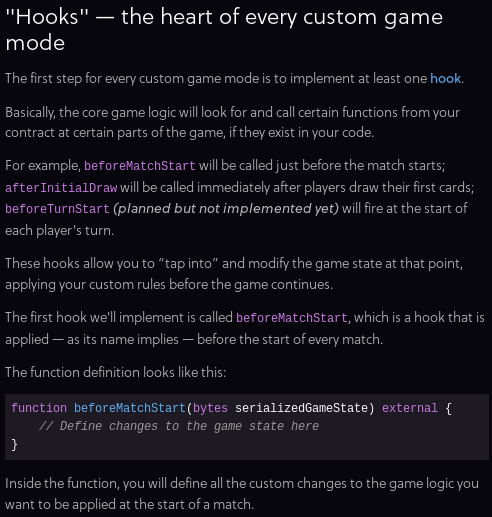 "Hooks" — the heart of every custom game
mode
The first step for every custom game mode is to implement at least one hook.
Basically, the core game logic will look for and call certain functions from your
contract at certain parts of the game, if they exist in your code.
For example, beforeMatchStart will be called just before the match starts;
afterInitialDraw will be called immediately after players draw their first cards;
beforeTurnStart (planned but not implemented yet) will fire at the start of
each player's turn.
These hooks allow you to “tap into” and modify the game state at that point,
applying your custom rules before the game continues.
The first hook we'll implement is called beforeMatchStart, which is a hook that is
applied — as its name implies — before the start of every match.
The function definition looks like this:
function beforeMatchStart(bytes serializedGameState) external {
    // Define changes to the game state here
}
Inside the function, you will define all the custom changes to the game logic you
want to be applied at the start of a match.